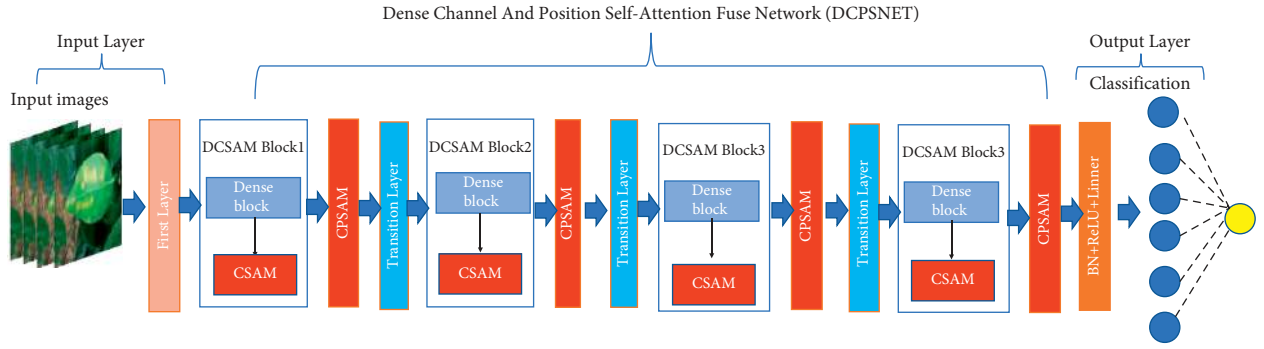 Dense Channel And Position Self-Attention Fuse Network (DCPSNET)
Input Layer
Output Layer
Input images
Classification
First Layer
DCSAM Block1
Dense
block
CSAM
CPSAM
Transition Layer
DCSAM Block2
Dense
block
CSAM
CPSAM
Transition Layer
DCSAM Block3
Dense
block
CSAM
CPSAM
Transition Layer
DCSAM Block3
Dense
block
CSAM
CPSAM
BN+ReLU+Linner